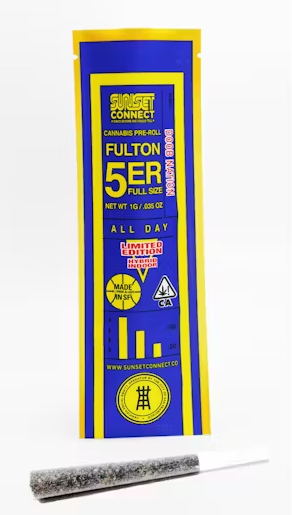 SUNSET
CONNECT
CANNABIS PRE-ROLL
FULTON
5ER
FULL SIZE
NET WT 1G/.035 OZ
DOOB NATION
ALL DAY
LIMITED
EDITION
HYBRID
INDOOR
MADE
IN SF
CA
WWW.SUNSETCONNECT.CO